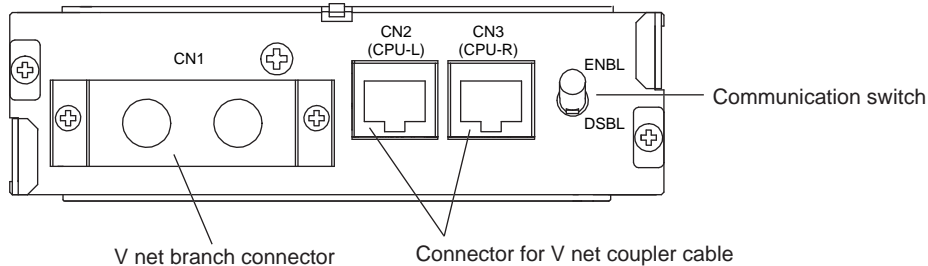 CN1
CN2
(CPU-L)
CN3
(CPU-R)
ENBL
DSBL
Communication switch
V net branch connector
Connector for V net coupler cable